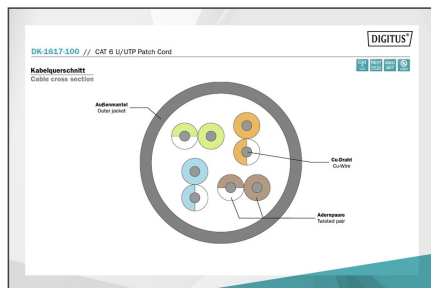 DIGITUS®
DK-1617-100 // CAT 6 U/UTP Patch Cord
Kabelquerschnitt
Cable cross section
Außenmantel
Outer jacket
Cu-Draht
Cu-Wire
Adernpaare
Twisted pair